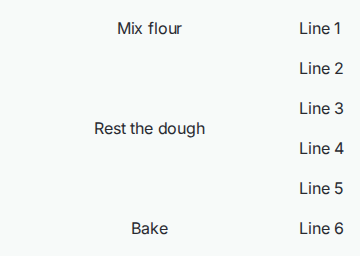 Mix flour
Rest the dough
Bake
Line 1
Line 2
Line 3
Line 4
Line 5
Line 6